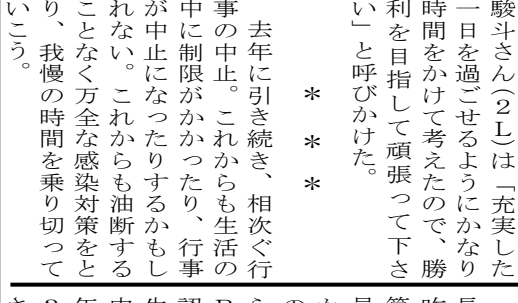 駿斗さん(２Ｌ)は「充実した
一日を過ごせるようにかなり
時間をかけて考えたので、勝
利を目指して頑張って下さ
い」と呼びかけた。
＊　＊　＊
去年に引き続き、相次ぐ行
事の中止。これからも生活の
中に制限がかかったり、行事
が中止になったりするかもし
れない。これからも油断する
ことなく万全な感染対策をと
り、我慢の時間を乗り切って
いこう。